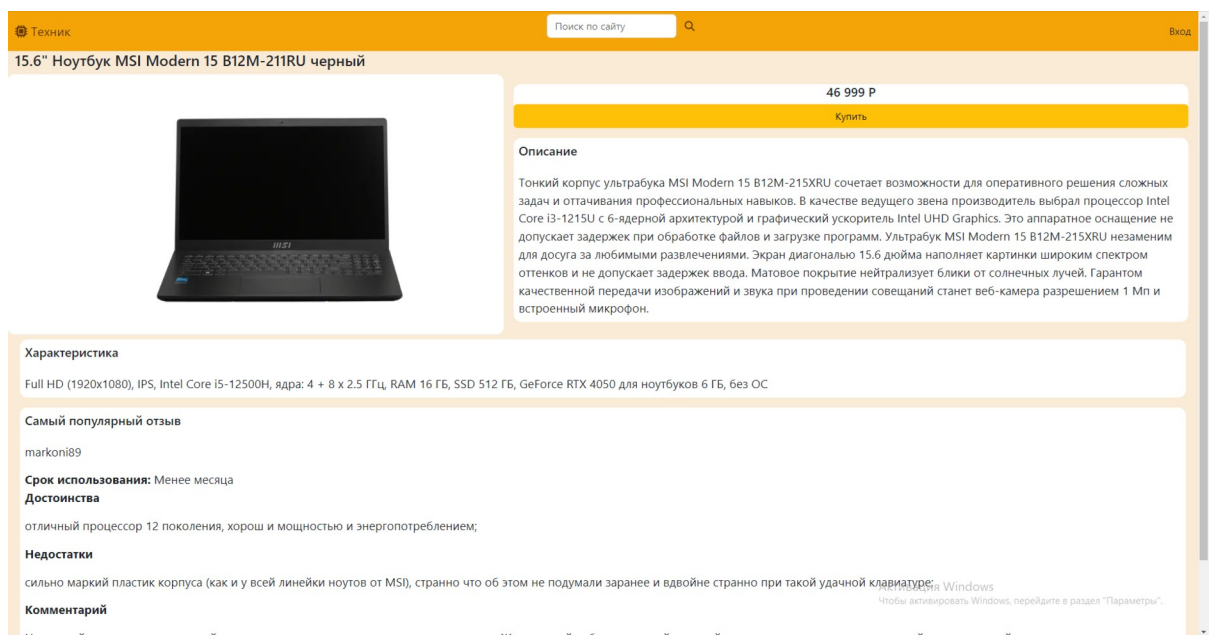 Техник
Поиск по сайту
Вход
15.6" Ноутбук MSI Modern 15 B12M-211RU черный
msi
46 999 Р
Купить
Описание
Тонкий корпус ультрабука MSI Modern 15 B12M-215XRU сочетает возможности для оперативного решения сложных
задач и оттачивания профессиональных навыков. В качестве ведущего звена производитель выбрал процессор Intel
Core i3-1215U с 6-ядерной архитектурой и графический ускоритель Intel UHD Graphics. Это аппаратное оснащение не
допускает задержек при обработке файлов и загрузке программ. Ультрабук MSI Modern 15 B12M-215XRU незаменим
для досуга за любимыми развлечениями. Экран диагональю 15.6 дюйма наполняет картинки широким спектром
оттенков и не допускает задержек ввода. Матовое покрытие нейтрализует блики от солнечных лучей. Гарантом
качественной передачи изображений и звука при проведении совещаний станет веб-камера разрешением 1 Мп и
встроенный микрофон.
Характеристика
Full HD (1920x1080), IPS, Intel Core i5-12500H, ядра: 4 + 8 х 2.5 ГГц, RAM 16 ГБ, SSD 512 ГБ, GeForce RTX 4050 для ноутбуков 6 ГБ, без ОС
Самый популярный отзыв
markoni89
Срок использования: Менее месяца
Достоинства
отличный процессор 12 поколения, хорош и мощностью и энергопотреблением;
Недостатки
сильно маркий пластик корпуса (как и у всей линейки ноутов от MSI), странно что об этом не подумали заранее и вдвойне странно при такой удачной клавиатуре;
Активация Windows
Чтобы активировать Windows, перейдите в раздел "Параметры".
Комментарий